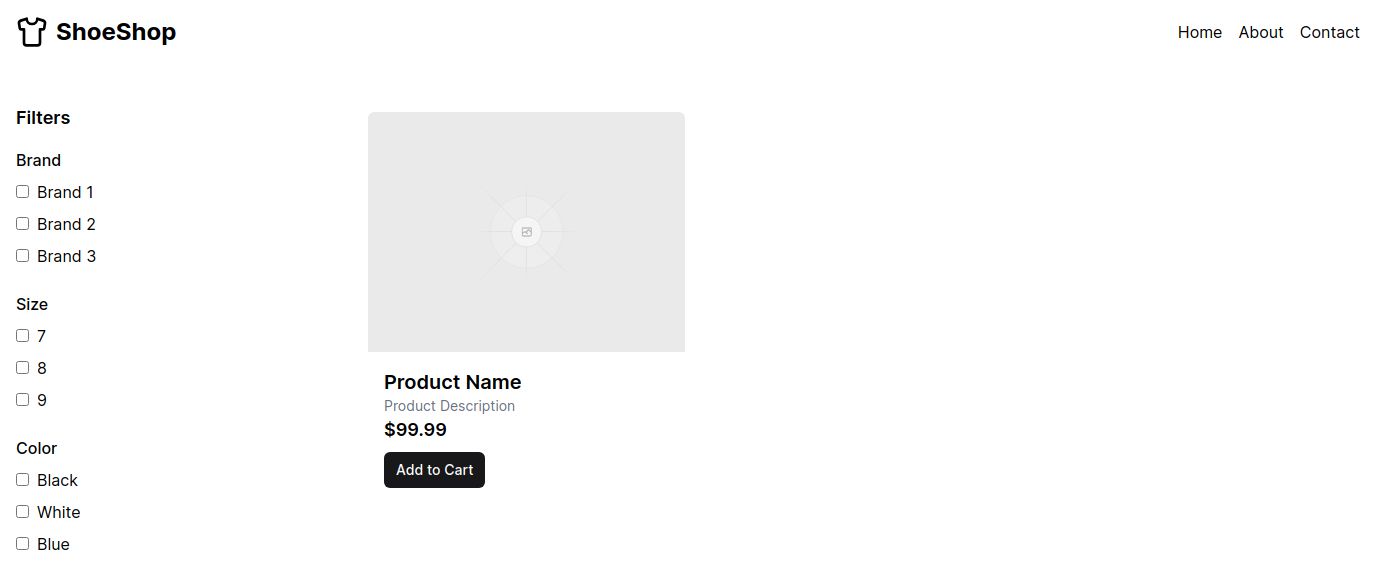 ShoeShop
Home About Contact
Filters
Brand
Brand 1
Brand 2
Brand 3
Size
7
8
9
Color
Black
White
Blue
Product Name
Product Description
$99.99
Add to Cart